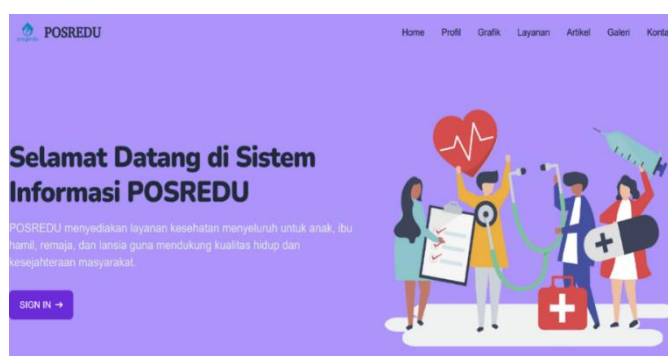 POSREDU
Home Profil Grafik Layanan Artikel Galeri Konta
Selamat Datang di Sistem
Informasi POSREDU
POSREDU menyediakan layanan kesehatan menyeluruh untuk anak, ibu
hamil, remaja, dan lansia guna mendukung kualitas hidup dan
kesejahteraan masyarakat.
SIGN IN →